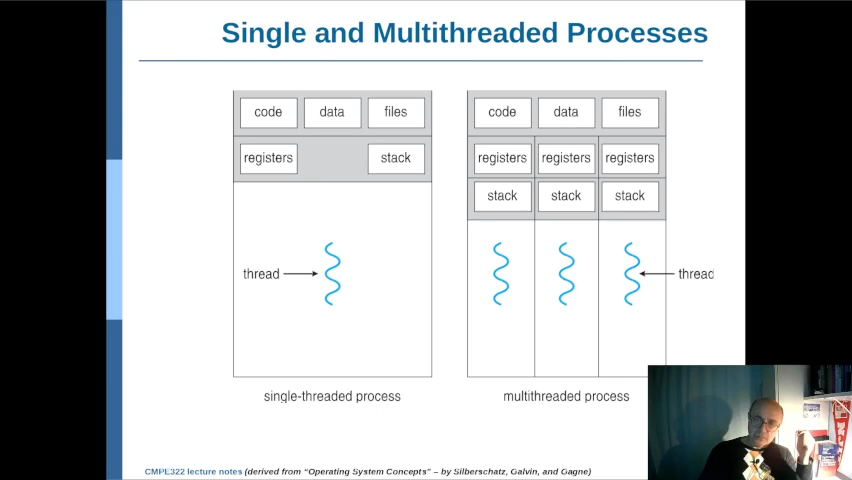 Single and Multithreaded Processes
code data files
registers stack
thread
single-threaded process
code data files
registers registers registers
stack stack stack
thread
multithreaded process
CMPE322 lecture notes (derived from “Operating System Concepts” – by Silberschatz, Galvin, and Gagne)